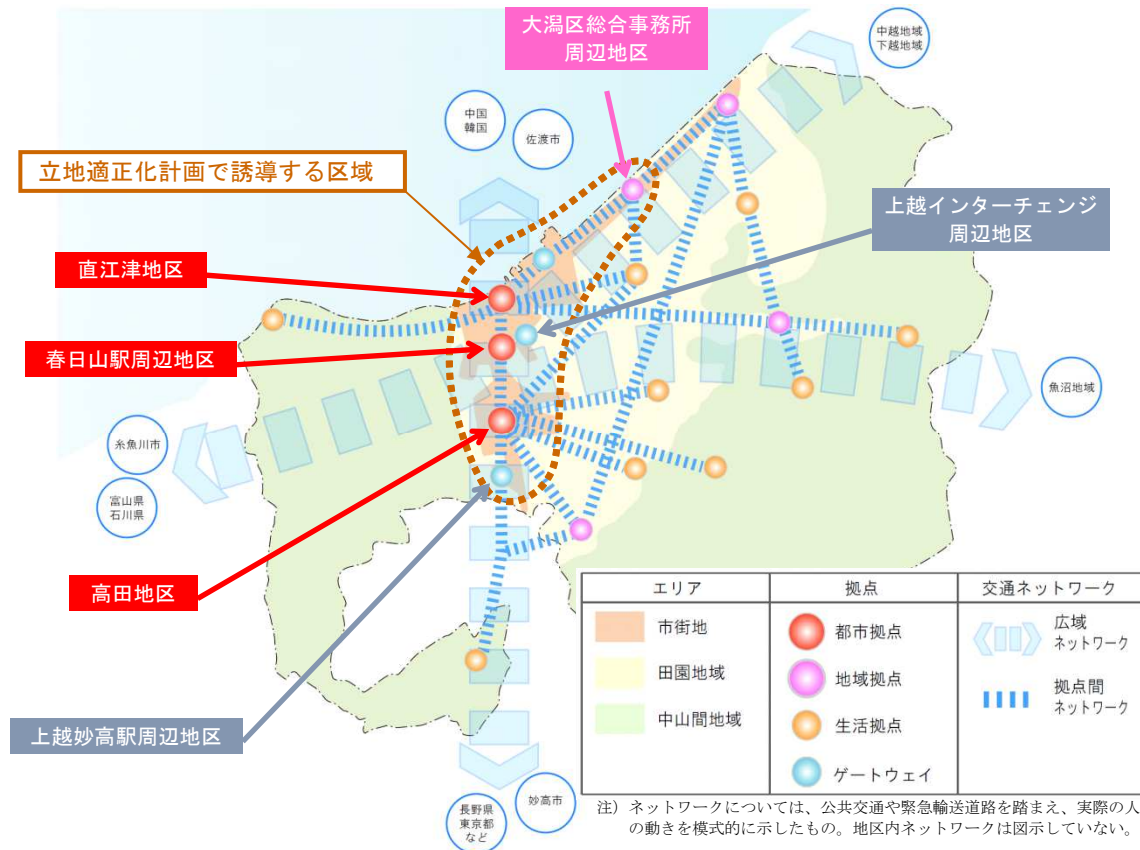 大潟区総合事務所
周辺地区
中越地域
下越地域
中国
韓国
佐渡市
立地適正化計画で誘導する区域
上越インターチェンジ
周辺地区
直江津地区
春日山駅周辺地区
魚沼地域
糸魚川市
富山県
石川県
高田地区
上越妙高駅周辺地区
長野県
東京都
など
妙高市
エリア
拠点
交通ネットワーク
市街地
都市拠点
広域
ネットワーク
田園地域
地域拠点
拠点間
ネットワーク
中山間地域
生活拠点
ゲートウェイ
注）ネットワークについては、公共交通や緊急輸送道路を踏まえ、実際の人
の動きを模式的に示したもの。地区内ネットワークは図示していない。